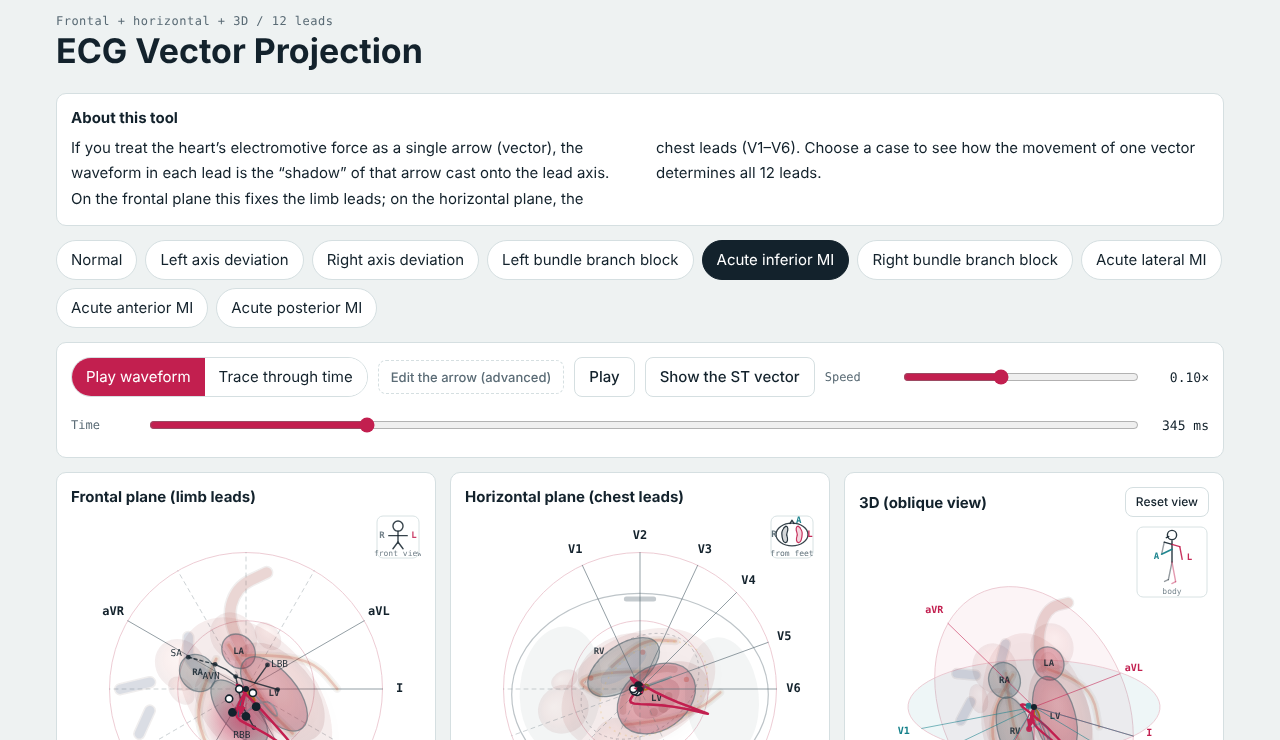 Frontal + horizontal + 3D / 12 leads
ECG Vector Projection
About this tool
If you treat the heart’s electromotive force as a single arrow (vector), the
waveform in each lead is the “shadow” of that arrow cast onto the lead axis.
On the frontal plane this fixes the limb leads; on the horizontal plane, the
chest leads (V1–V6). Choose a case to see how the movement of one vector
determines all 12 leads.
Normal
Left axis deviation
Right axis deviation
Left bundle branch block
Acute inferior MI
Right bundle branch block
Acute lateral MI
Acute anterior MI
Acute posterior MI
Play waveform
Trace through time
Edit the arrow (advanced)
Play
Show the ST vector
Speed
0.10×
Time
345 ms
Frontal plane (limb leads)
R L
front view
aVR
aVL
SA
LA
RA
AVN
LBB
LV
I
RBB
Horizontal plane (chest leads)
A
R L
from feet
V1
V2
V3
V4
V5
V6
RV
LV
3D (oblique view)
Reset view
A L
body
aVR
LA
aVL
RA
LV
V1
RV
I